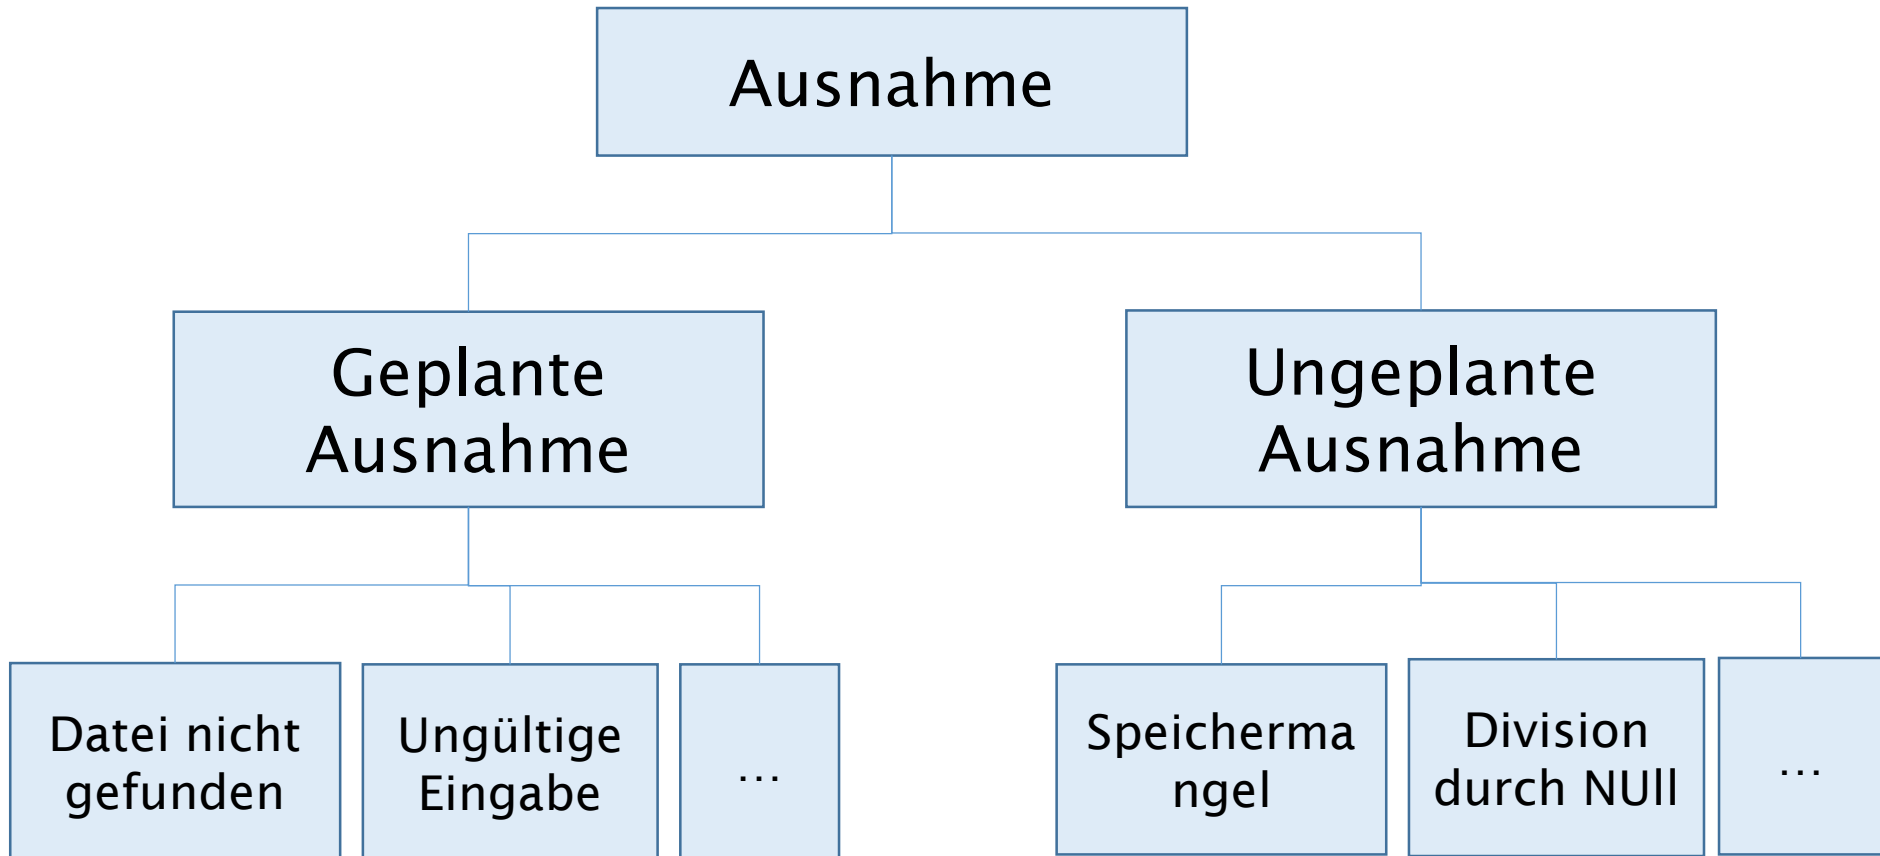 Ausnahme
Geplante
Ausnahme
Ungeplante
Ausnahme
Datei nicht
gefunden
Ungültige
Eingabe
...
Speicherma
ngel
Division
durch NUll
...